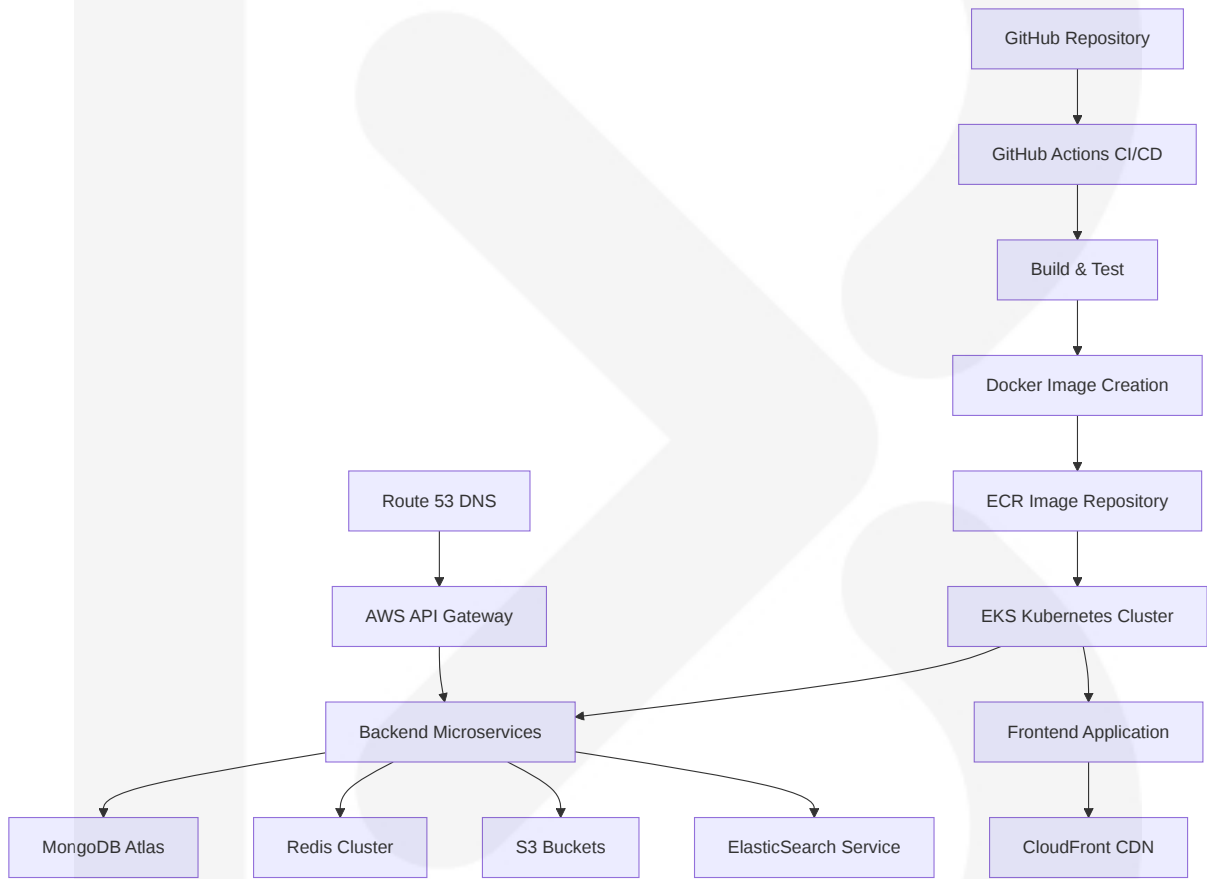 GitHub Repository
GitHub Actions CI/CD
Build & Test
Docker Image Creation
Route 53 DNS
ECR Image Repository
AWS API Gateway
EKS Kubernetes Cluster
Backend Microservices
Frontend Application
MongoDB Atlas
Redis Cluster
S3 Buckets
ElasticSearch Service
CloudFront CDN